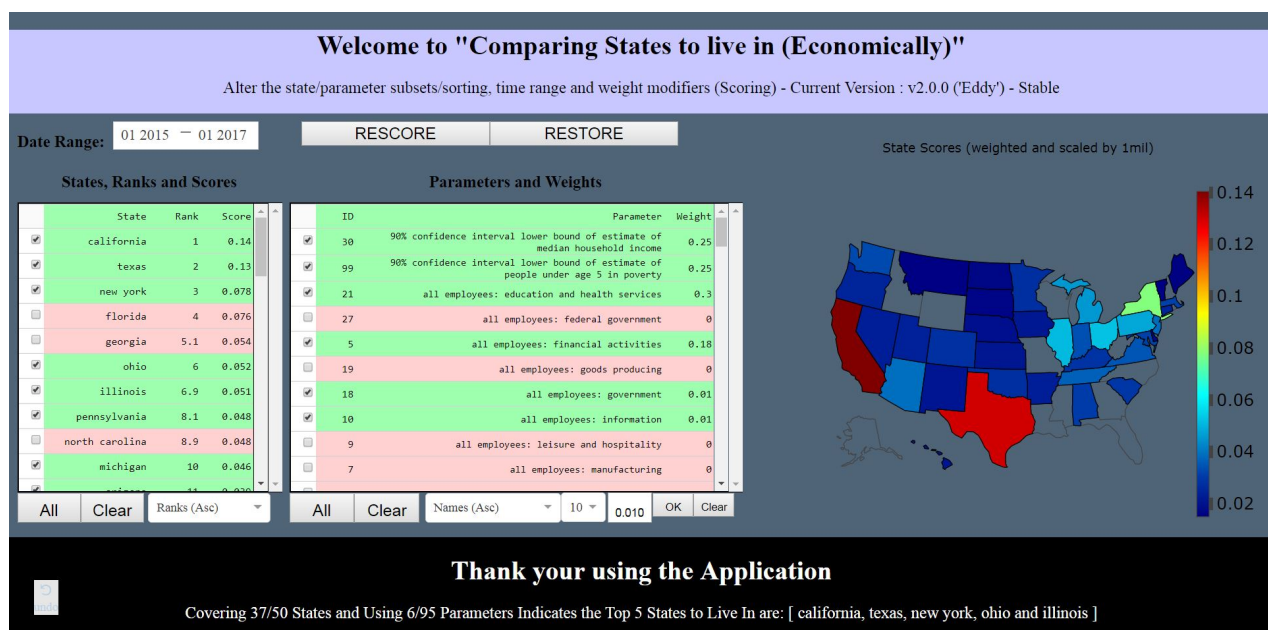 Welcome to "Comparing States to live in (Economically)"
Alter the state/parameter subsets/sorting, time range and weight modifiers (Scoring) - Current Version : v2.0.0 ('Eddy') - Stable
Date Range: 01 2015 — 01 2017
RESCORE RESTORE
State Scores (weighted and scaled by 1mil)
States, Ranks and Scores
Parameters and Weights
State Rank Score
california 1 0.14
texas 2 0.13
new york 3 0.078
florida 4 0.076
georgia 5.1 0.054
ohio 6 0.052
illinois 6.9 0.051
pennsylvania 8.1 0.048
north carolina 8.9 0.048
michigan 10 0.046
All Clear Ranks (Asc)
ID Parameter Weight
30 90% confidence interval lower bound of estimate of
median household income 0.25
99 90% confidence interval lower bound of estimate of
people under age 5 in poverty 0.25
21 all employees: education and health services 0.3
27 all employees: federal government 0
5 all employees: financial activities 0.18
19 all employees: goods producing 0
18 all employees: government 0.01
10 all employees: information 0.01
9 all employees: leisure and hospitality 0
7 all employees: manufacturing 0
All Clear Names (Asc) 10 0.010 OK Clear
0.14
0.12
0.1
0.08
0.06
0.04
0.02
Thank your using the Application
undo
Covering 37/50 States and Using 6/95 Parameters Indicates the Top 5 States to Live In are: [ california, texas, new york, ohio and illinois ]